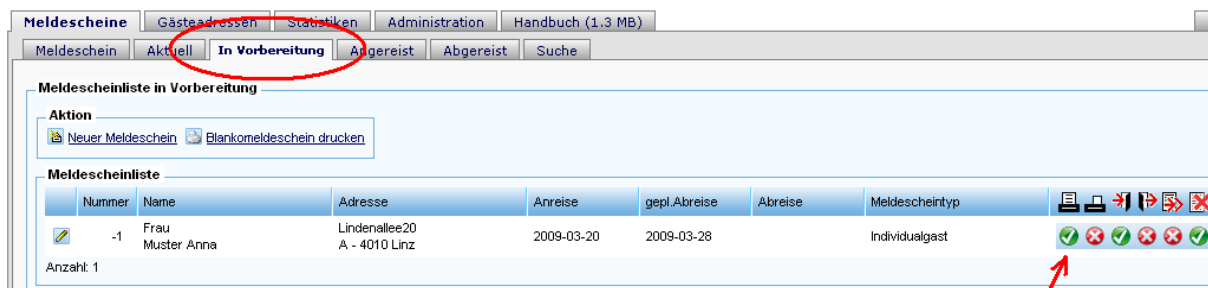 Meldescheine Gästeadressen Statistiken Administration Handbuch (1.3 MB)
Meldeschein Aktuell In Vorbereitung Angereist Abgereist Suche
Meldescheinliste in Vorbereitung
Aktion
Neuer Meldeschein Blankomeldeschein drucken
Meldescheinliste
Nummer Name Adresse Anreise gepl.Abreise Abreise Meldescheintyp
-1 Frau Muster Anna Lindenallee20 A - 4010 Linz 2009-03-20 2009-03-28 Individualgast
Anzahl: 1